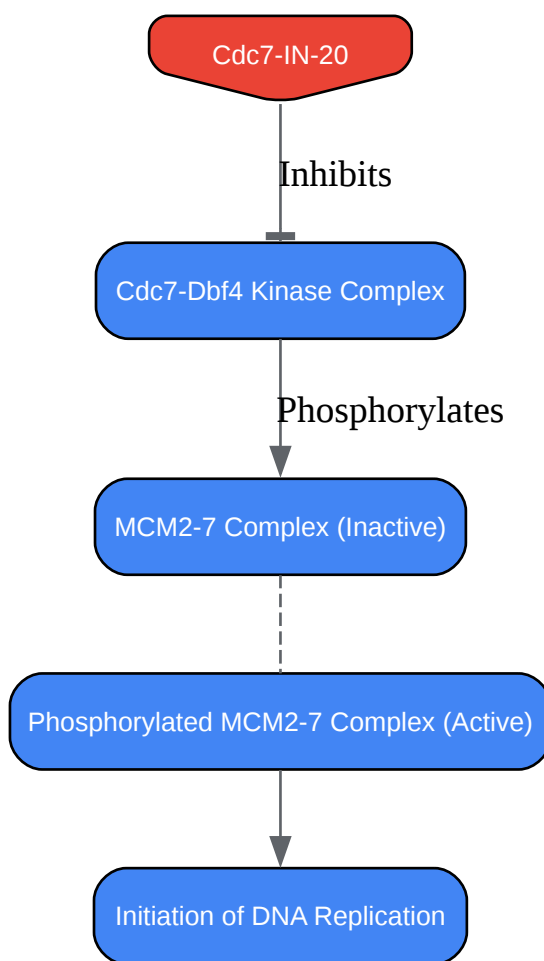 Cdc7-IN-20
Inhibits
Cdc7-Dbf4 Kinase Complex
Phosphorylates
MCM2-7 Complex (Inactive)
Phosphorylated MCM2-7 Complex (Active)
Initiation of DNA Replication